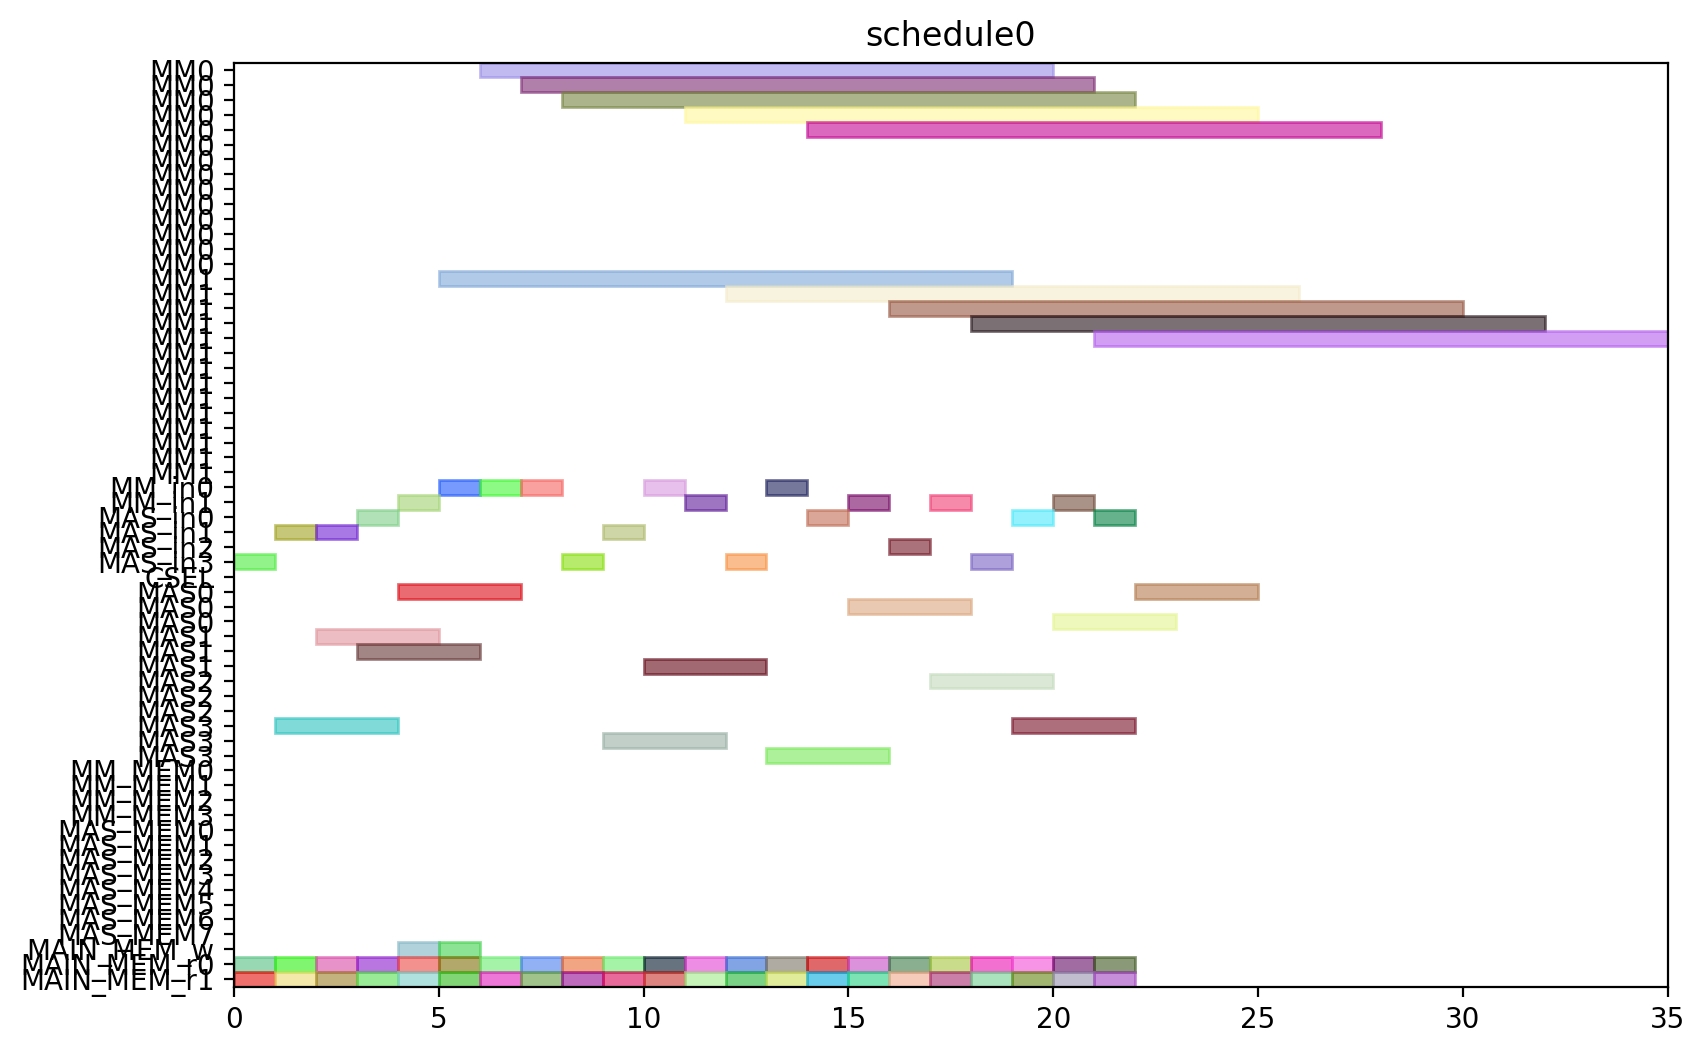 schedule0
MM0
MM0
MM0
MM0
MM0
MM0
MM0
MM0
MM0
MM0
MM0
MM0
MM0
MM0
MM1
MM1
MM1
MM1
MM1
MM1
MM1
MM1
MM1
MM1
MM1
MM1
MM1
MM1
MM_in0
MM_in1
MAS_in0
MAS_in1
MAS_in2
MAS_in3
CSEL
MAS0
MAS0
MAS0
MAS1
MAS1
MAS1
MAS2
MAS2
MAS2
MAS3
MAS3
MAS3
MM_MEM0
MM_MEM1
MM_MEM2
MM_MEM3
MAS_MEM0
MAS_MEM1
MAS_MEM2
MAS_MEM3
MAS_MEM4
MAS_MEM5
MAS_MEM6
MAS_MEM7
MAIN_MEM_w
MAIN_MEM_r0
MAIN_MEM_r1
0 5 10 15 20 25 30 35